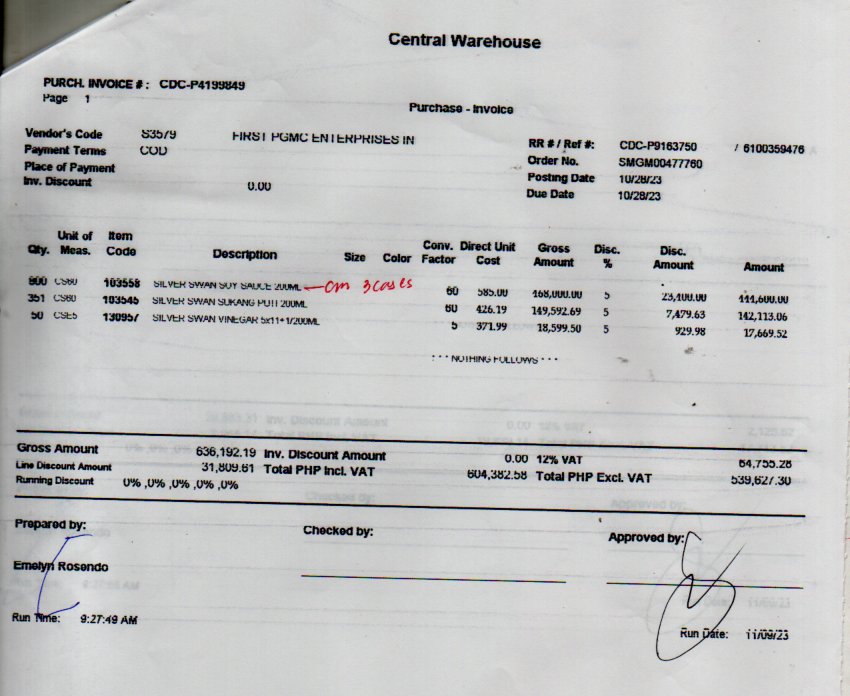 Central Warehouse
PURCH. INVOICE # : CDC-P4199849
Page 1
Purchase - Invoice
Vendor's Code S3579 FIRST PGMC ENTERPRISES IN
Payment Terms COD
Place of Payment
Inv. Discount 0.00
RR # / Ref #: CDC-P9163750 / 6100359476
Order No. SMGM00477760
Posting Date 10/28/23
Due Date 10/28/23
Qty. Unit of Meas. Item Code Description Size Color Conv. Factor Direct Unit Cost Gross Amount Disc. % Disc. Amount Amount
800 CS60 103558 SILVER SWAN SOY SAUCE 200ML cm 3 cases 60 585.00 468,000.00 5 23,400.00 444,600.00
351 CS60 103545 SILVER SWAN SUKANG PUTI 200ML 60 426.19 149,592.69 5 7,479.63 142,113.06
50 CSE5 130957 SILVER SWAN VINEGAR 5x11+1/200ML 5 371.99 18,599.50 5 929.98 17,669.52
* * * NOTHING FOLLOWS * * *
Gross Amount 636,192.19 Inv. Discount Amount 0.00 12% VAT 64,755.28
Line Discount Amount 31,809.61 Total PHP Incl. VAT 604,382.58 Total PHP Excl. VAT 539,627.30
Running Discount 0% ,0% ,0% ,0% ,0%
Prepared by: Checked by: Approved by:
Emelyn Rosendo
Run Time: 9:27:49 AM Run Date: 11/09/23